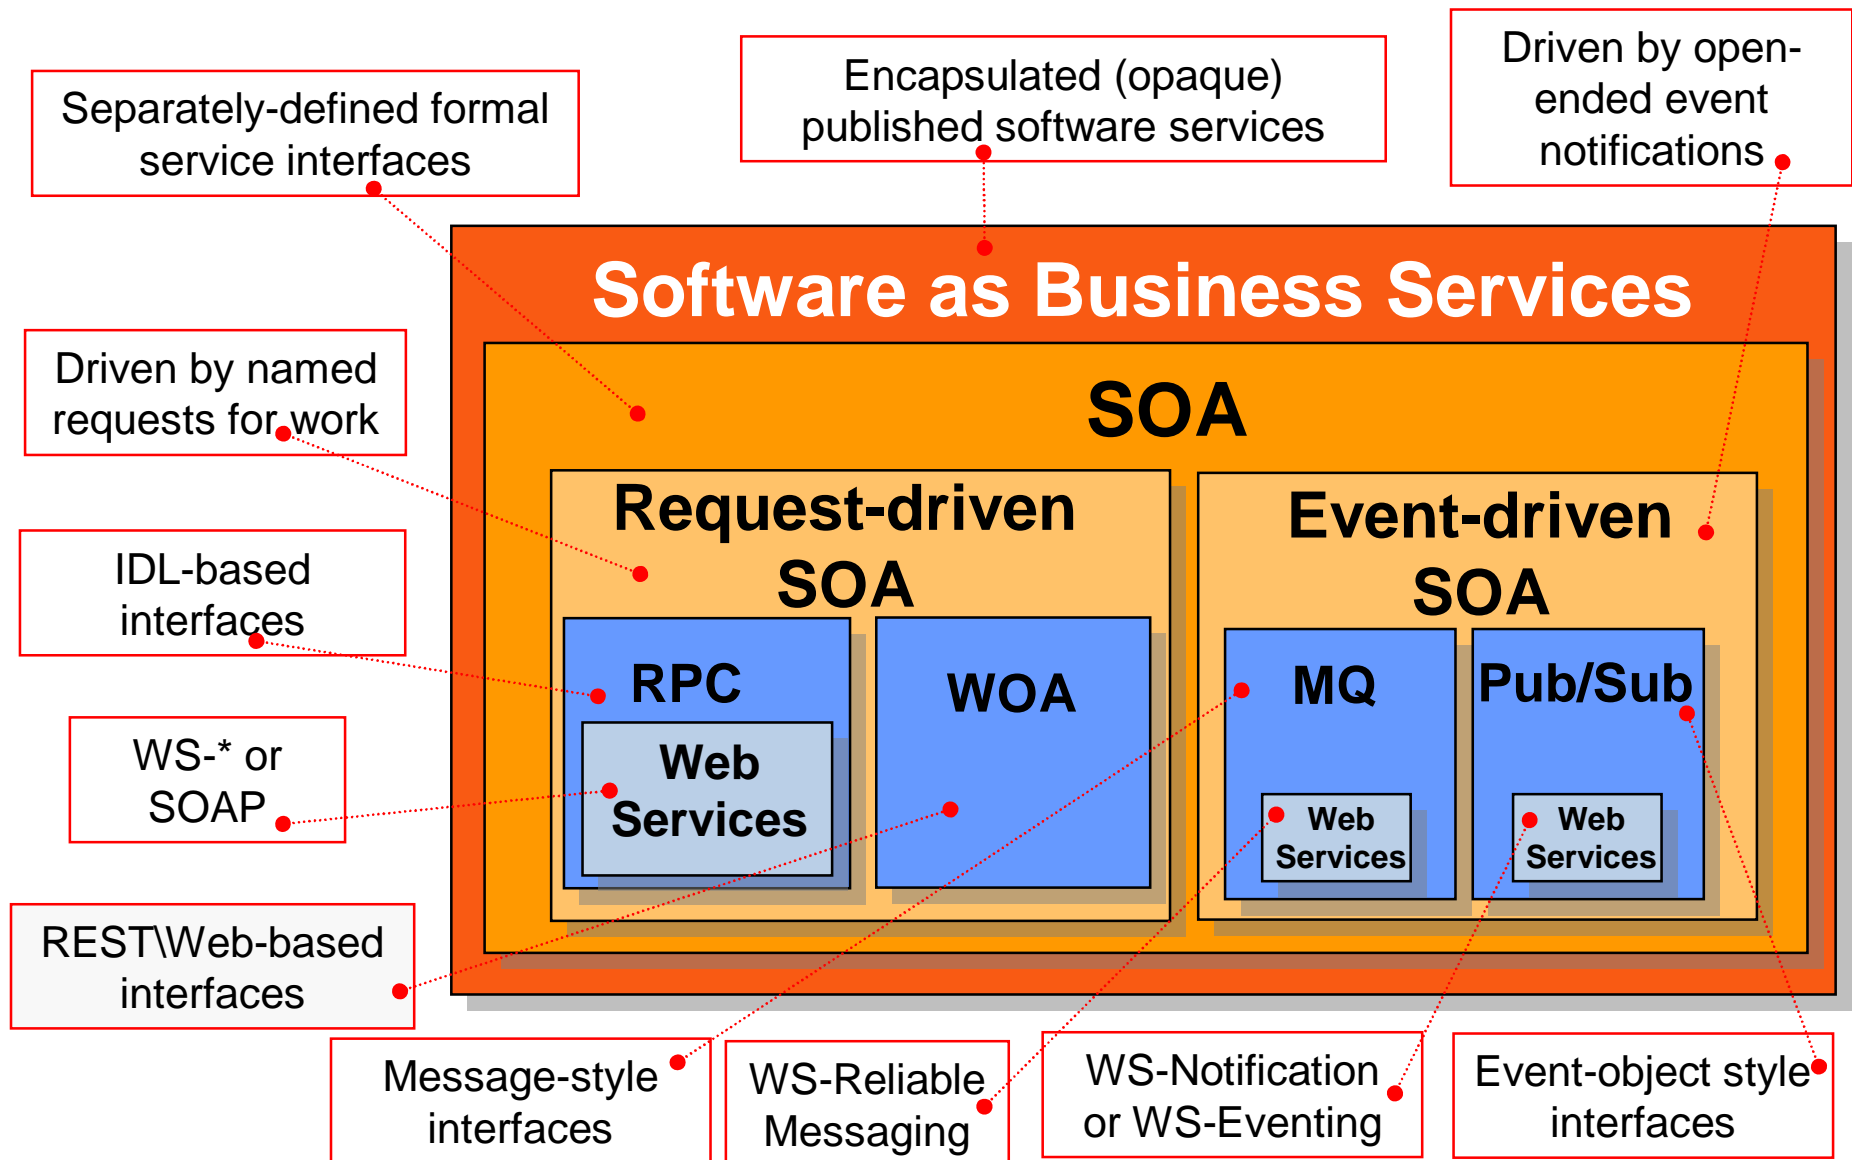 Separately-defined formal
service interfaces
Encapsulated (opaque)
published software services
Driven by open-
ended event
notifications
Software as Business Services
Driven by named
requests for work
SOA
Request-driven
SOA
Event-driven
SOA
IDL-based
interfaces
RPC
WOA
MQ
Pub/Sub
WS-* or
SOAP
Web
Services
Web
Services
Web
Services
REST\Web-based
interfaces
Message-style
interfaces
WS-Reliable
Messaging
WS-Notification
or WS-Eventing
Event-object style
interfaces